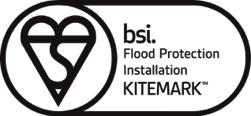 bsi.
Flood Protection
Installation
KITEMARK™